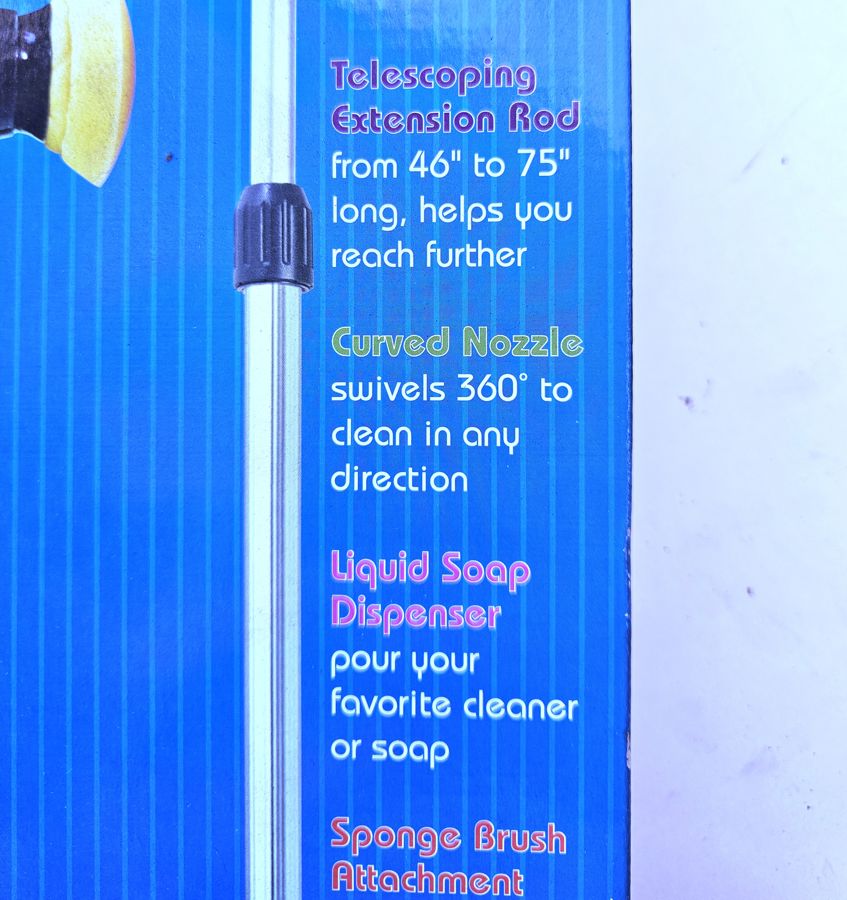 Telescoping
Extension Rod
from 46" to 75"
long, helps you
reach further
Curved Nozzle
swivels 360° to
clean in any
direction
Liquid Soap
Dispenser
pour your
favorite cleaner
or soap
Sponge Brush
Attachment